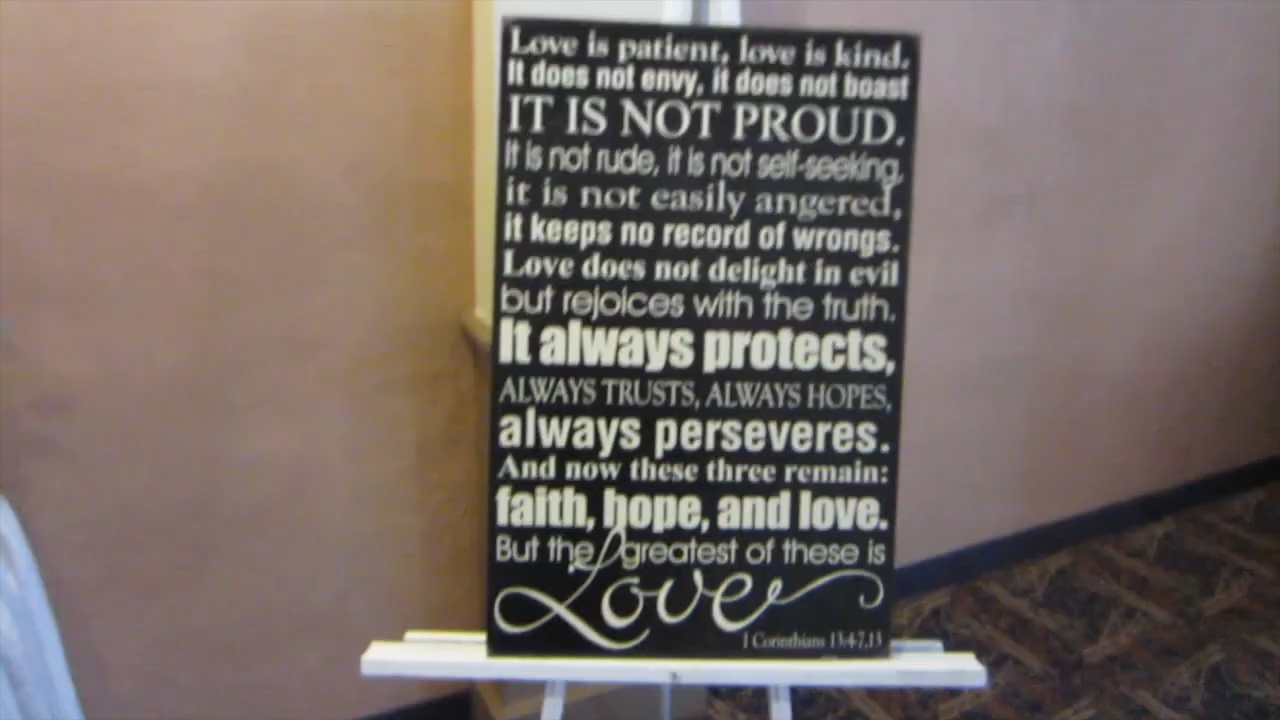 Love is patient, love is kind.
It does not envy, it does not boast
IT IS NOT PROUD.
It is not rude, it is not self-seeking,
it is not easily angered,
it keeps no record of wrongs.
Love does not delight in evil
but rejoices with the truth.
It always protects,
ALWAYS TRUSTS, ALWAYS HOPES,
always perseveres.
And now these three remain:
faith, hope, and love.
But the greatest of these is
Love
1 Corinthians 13:4-7,13